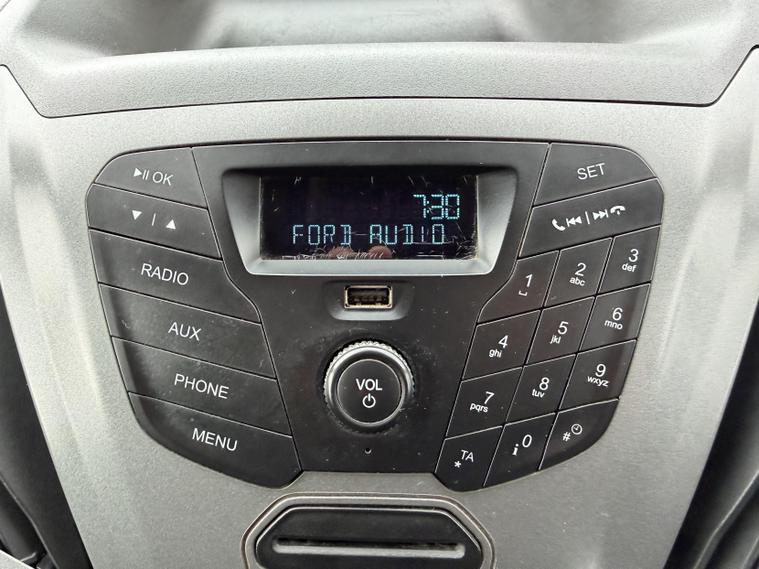 7:30
FORD AUDIO
▶II OK
▼ | ▲
RADIO
AUX
PHONE
MENU
VOL
SET
⏮ | ⏭
1
␣
2
abc
3
def
4
ghi
5
jkl
6
mno
7
pqrs
8
tuv
9
wxyz
* TA
i 0
#